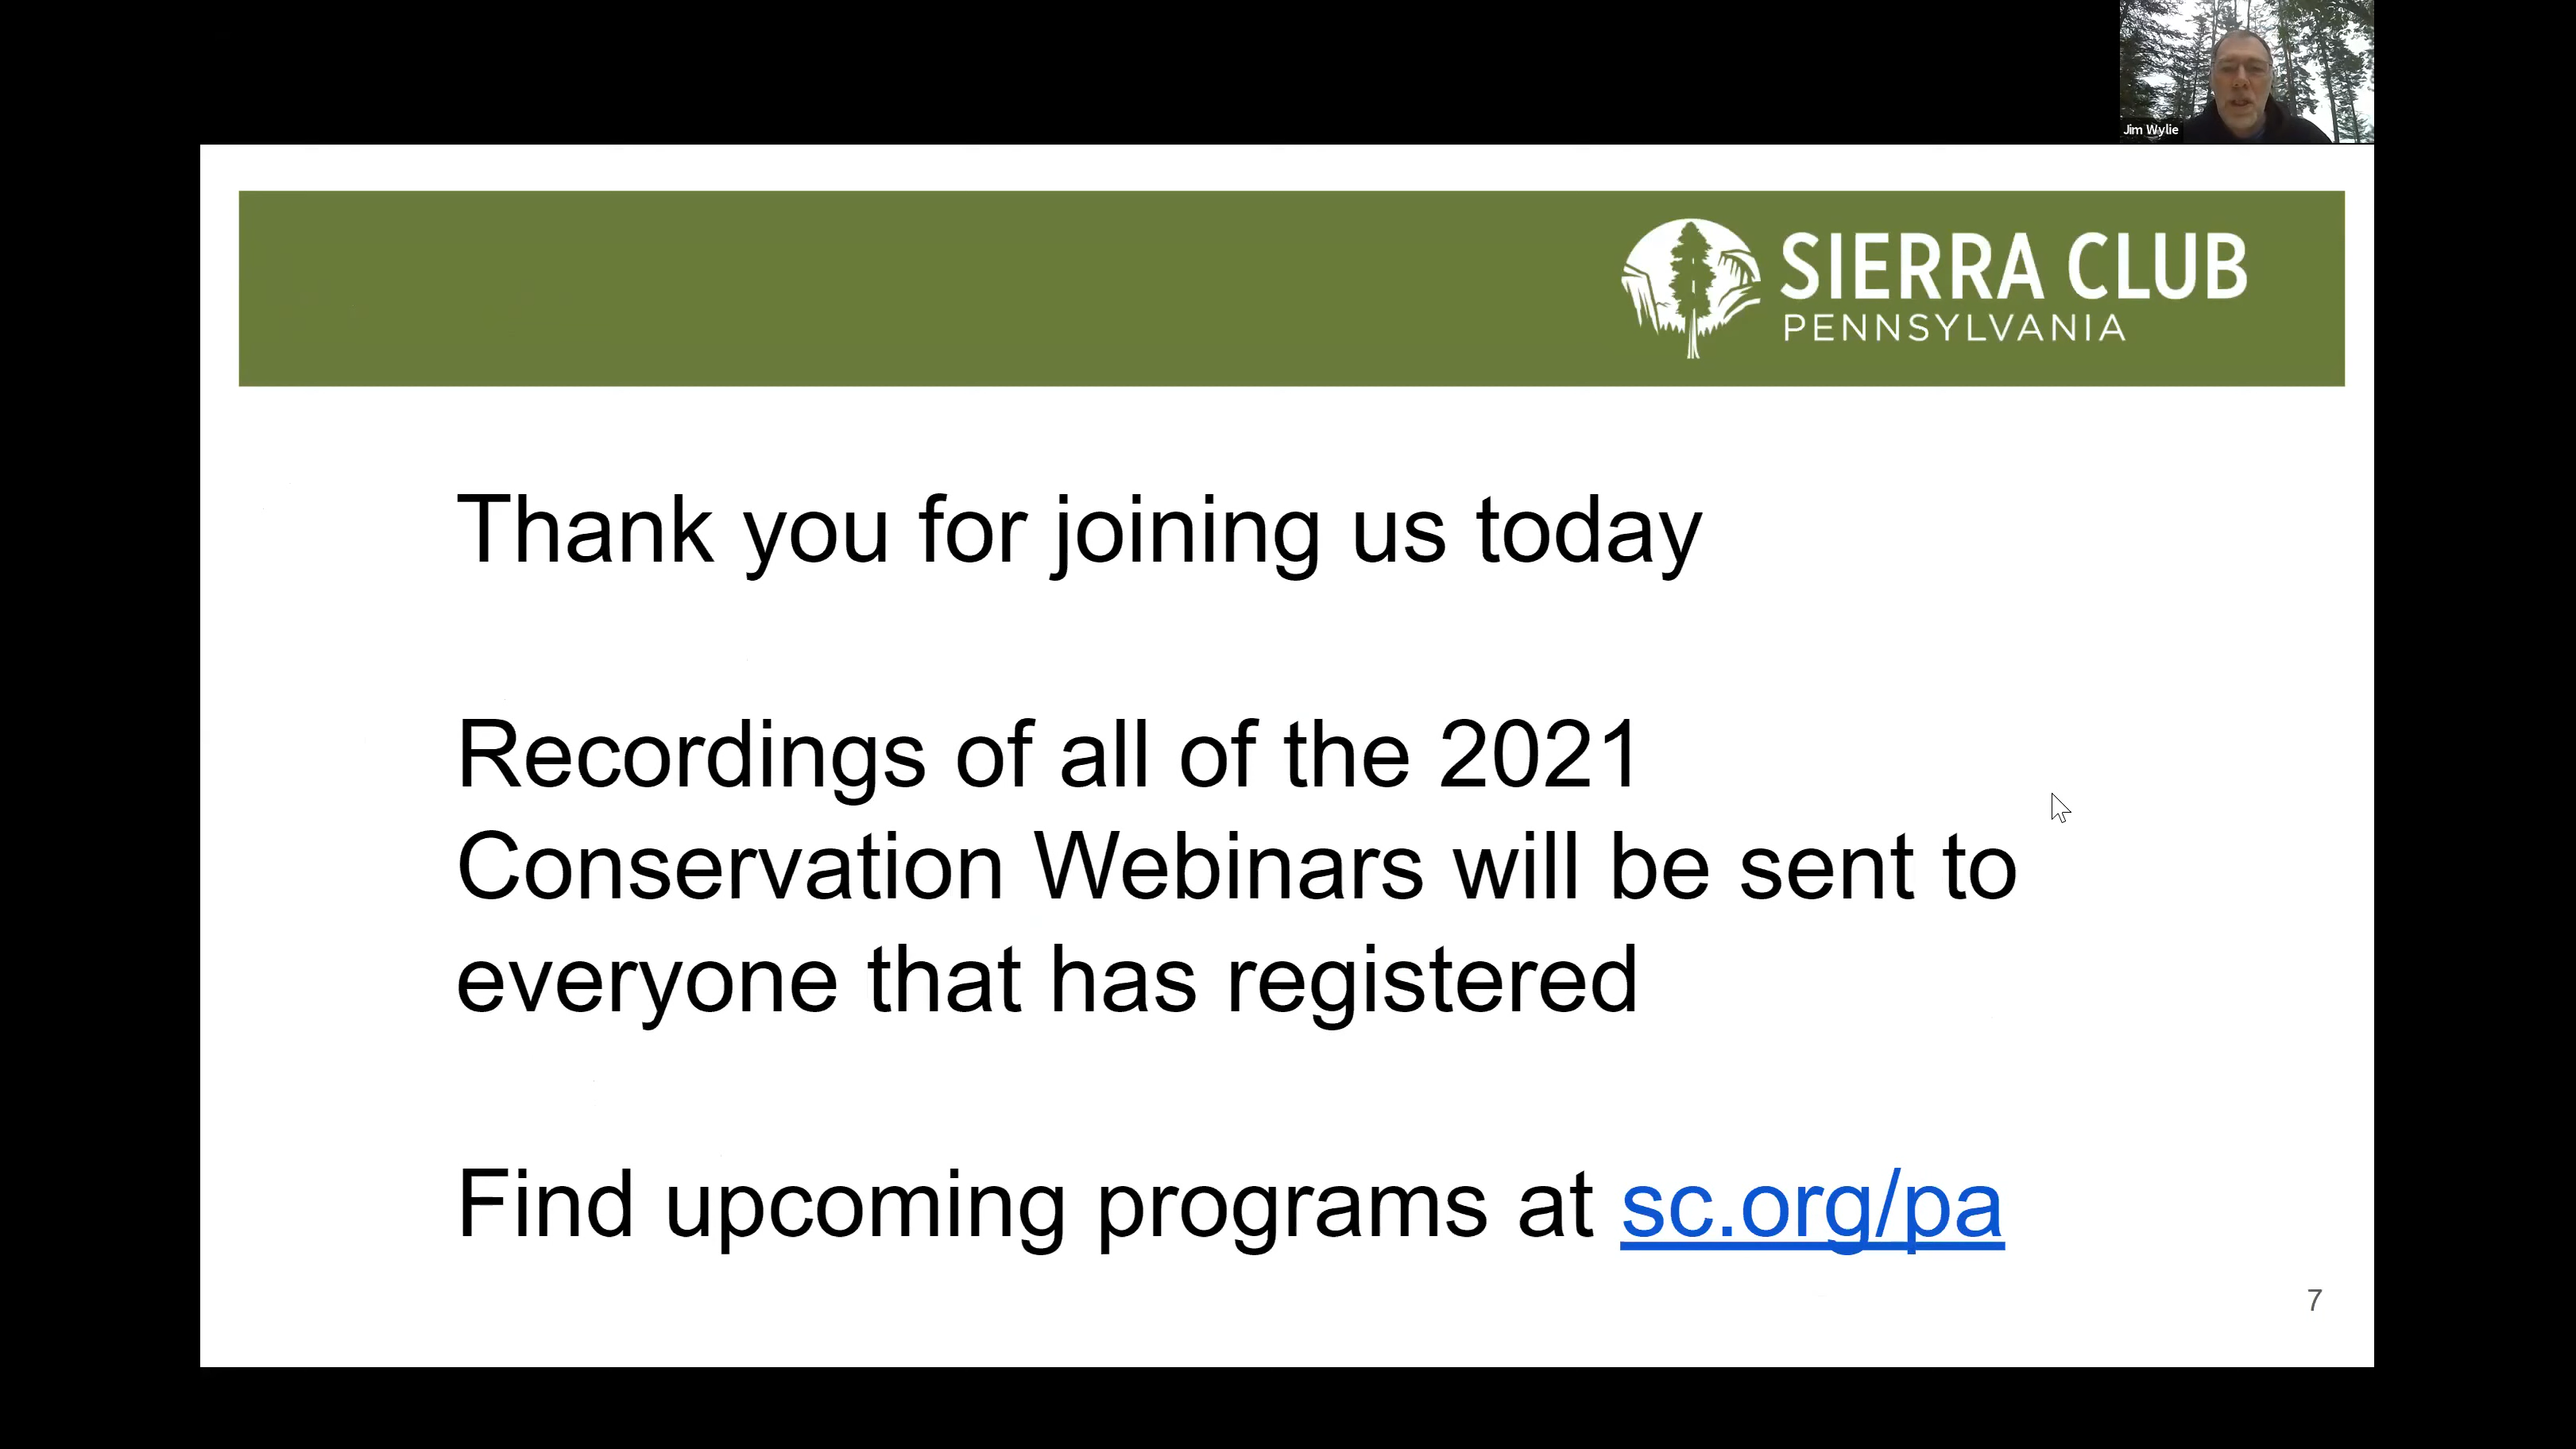 Jim Wylie
SIERRA CLUB
PENNSYLVANIA
Thank you for joining us today
Recordings of all of the 2021
Conservation Webinars will be sent to
everyone that has registered
Find upcoming programs at sc.org/pa
7